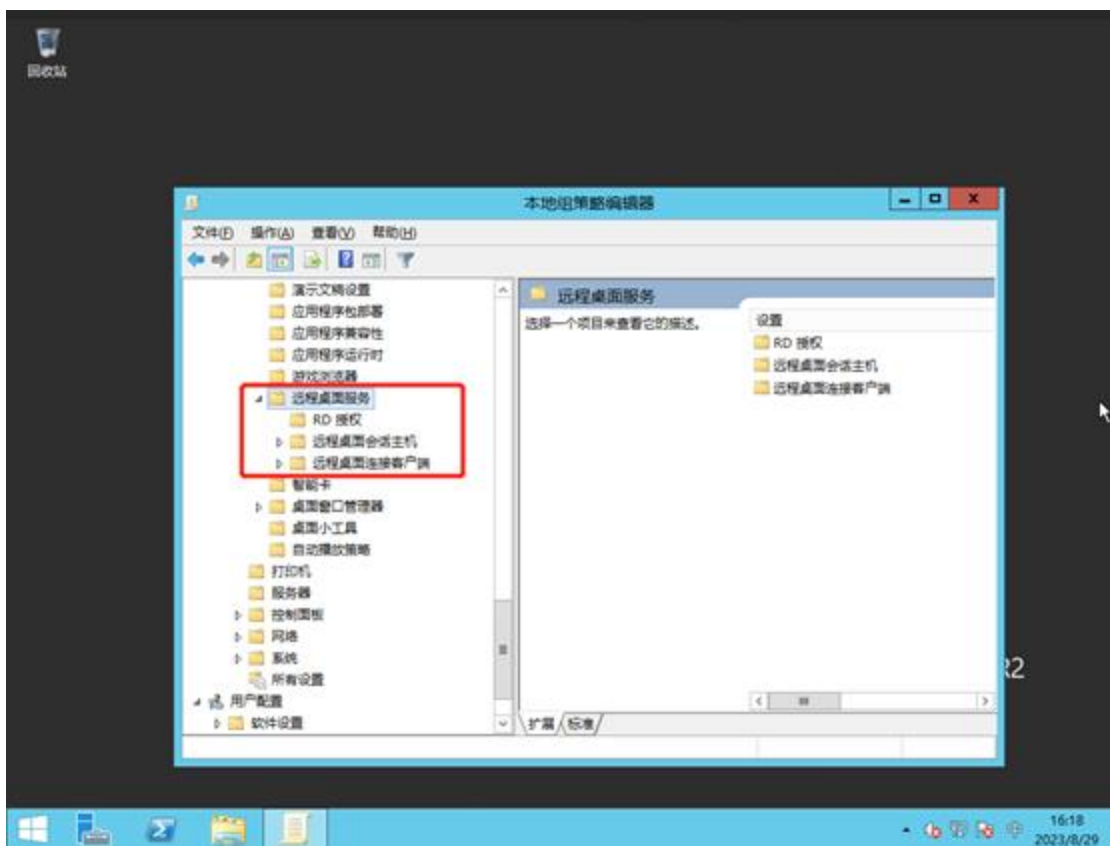 回收站
本地组策略编辑器
文件(F) 操作(A) 查看(V) 帮助(H)
演示文稿设置
应用程序包部署
应用程序兼容性
应用程序运行时
游戏浏览器
远程桌面服务
RD 授权
远程桌面会话主机
远程桌面连接客户端
智能卡
桌面窗口管理器
桌面小工具
自动播放策略
打印机
服务器
控制面板
网络
系统
所有设置
用户配置
软件设置
远程桌面服务
选择一个项目来查看它的描述。
设置
RD 授权
远程桌面会话主机
远程桌面连接客户端
扩展 标准
R2
16:18
2023/8/29